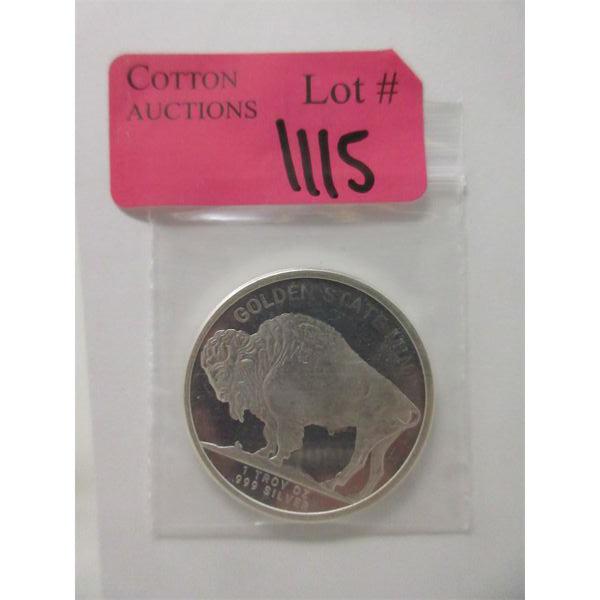 COTTON
AUCTIONS
Lot #
1115
GOLDEN STATE MINT
1 TROY OZ
.999 SILVER